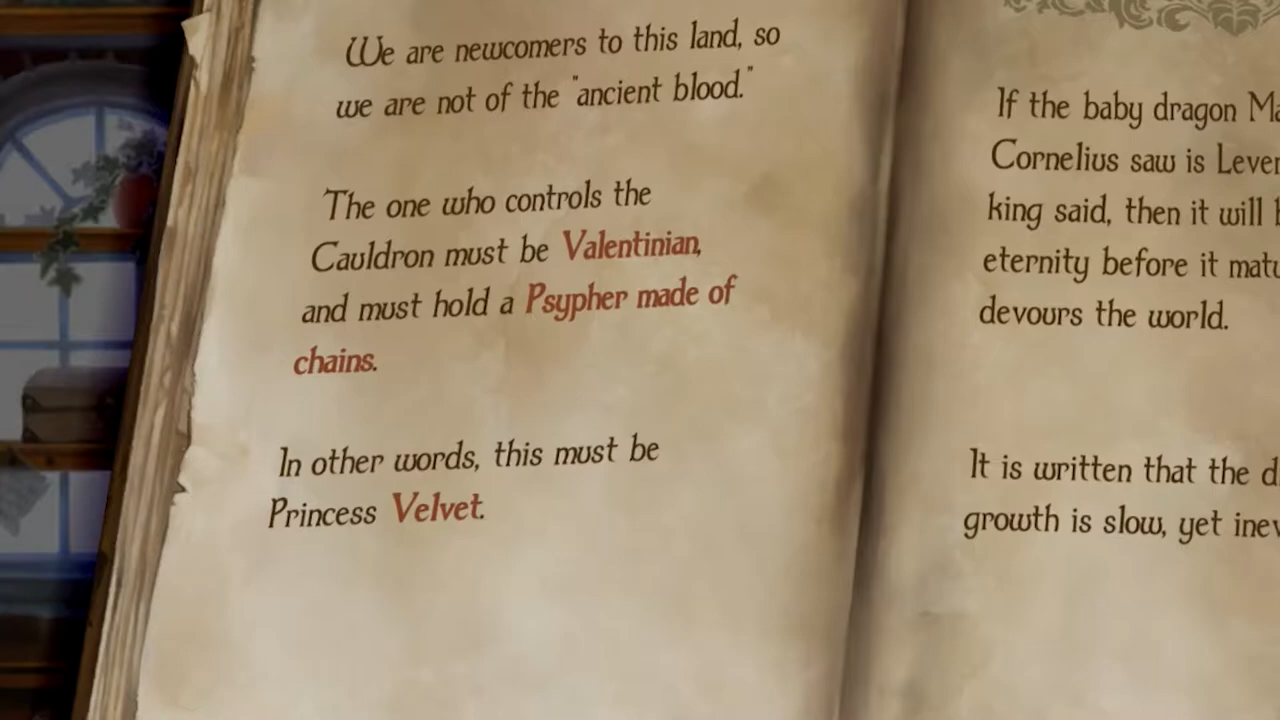 We are newcomers to this land, so
we are not of the "ancient blood."
The one who controls the
Cauldron must be Valentinian,
and must hold a Psypher made of
chains.
In other words, this must be
Princess Velvet.
If the baby dragon
Cornelius saw is
king said, then it will
eternity before it
devours the world.
It is written that the
growth is slow, yet